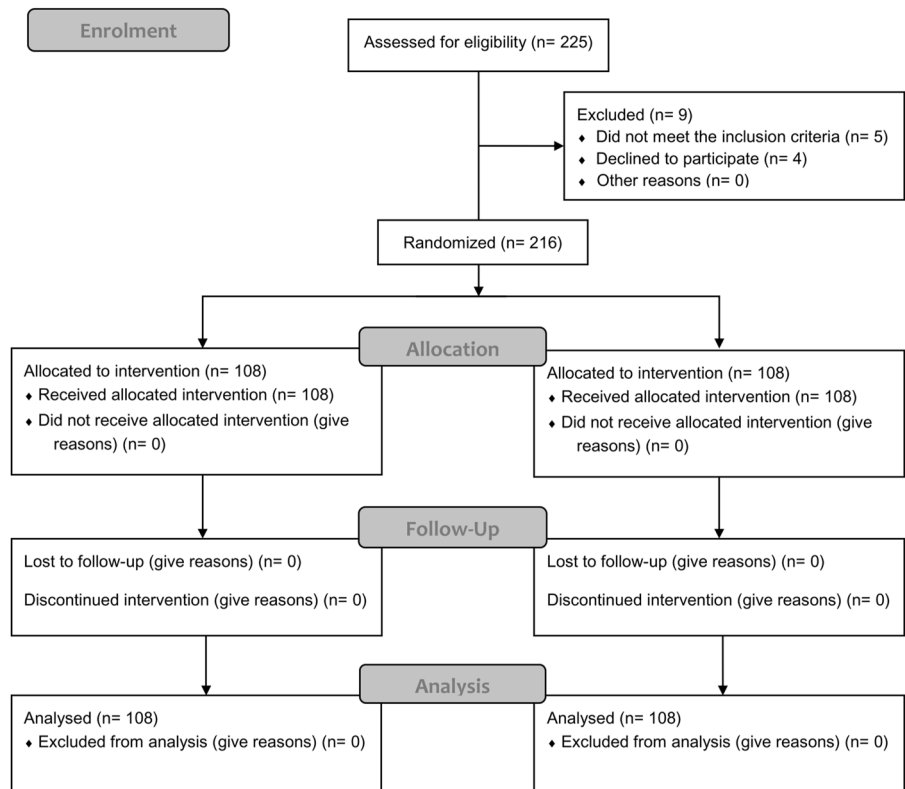 Enrolment
Assessed for eligibility (n= 225)
Excluded (n= 9)
♦ Did not meet the inclusion criteria (n= 5)
♦ Declined to participate (n= 4)
♦ Other reasons (n= 0)
Randomized (n= 216)
Allocation
Allocated to intervention (n= 108)
♦ Received allocated intervention (n= 108)
♦ Did not receive allocated intervention (give
reasons) (n= 0)
Allocated to intervention (n= 108)
♦ Received allocated intervention (n= 108)
♦ Did not receive allocated intervention (give
reasons) (n= 0)
Follow-Up
Lost to follow-up (give reasons) (n= 0)
Discontinued intervention (give reasons) (n= 0)
Lost to follow-up (give reasons) (n= 0)
Discontinued intervention (give reasons) (n= 0)
Analysis
Analysed (n= 108)
♦ Excluded from analysis (give reasons) (n= 0)
Analysed (n= 108)
♦ Excluded from analysis (give reasons) (n= 0)